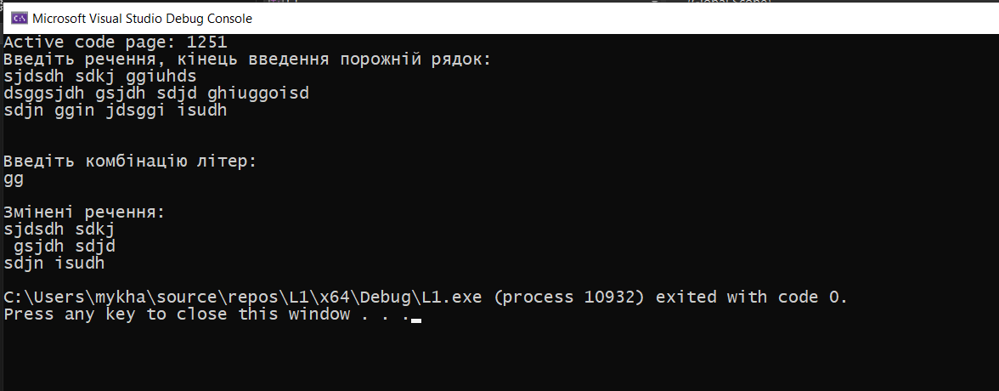 Microsoft Visual Studio Debug Console
Active code page: 1251
Введіть речення, кінець введення порожній рядок:
sjdsdh sdkj ggiuhds
dsggsjdh gsjdh sdjd ghiuggoisd
sdjn ggin jdsggi isudh
Введіть комбінацію літер:
gg
Змінені речення:
sjdsdh sdkj
 gsjdh sdjd
sdjn isudh
C:\Users\mykha\source\repos\L1\x64\Debug\L1.exe (process 10932) exited with code 0.
Press any key to close this window . . .